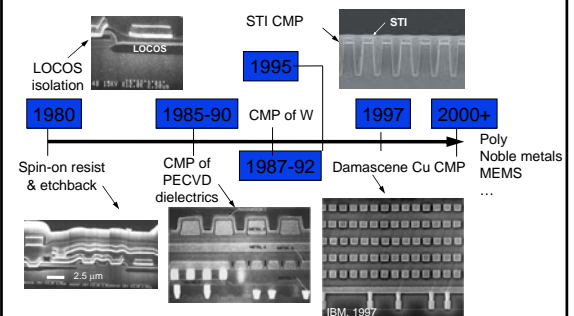 STI CMP
STI
LOCOS
LOCOS
isolation
1995
1980
1985-90
CMP of W
1997
2000+
Spin-on resist
& etchback
CMP of
PECVD
dielectrics
1987-92
Damascene Cu CMP
Poly
Noble metals
MEMS
…
2.5 μm
IBM, 1997